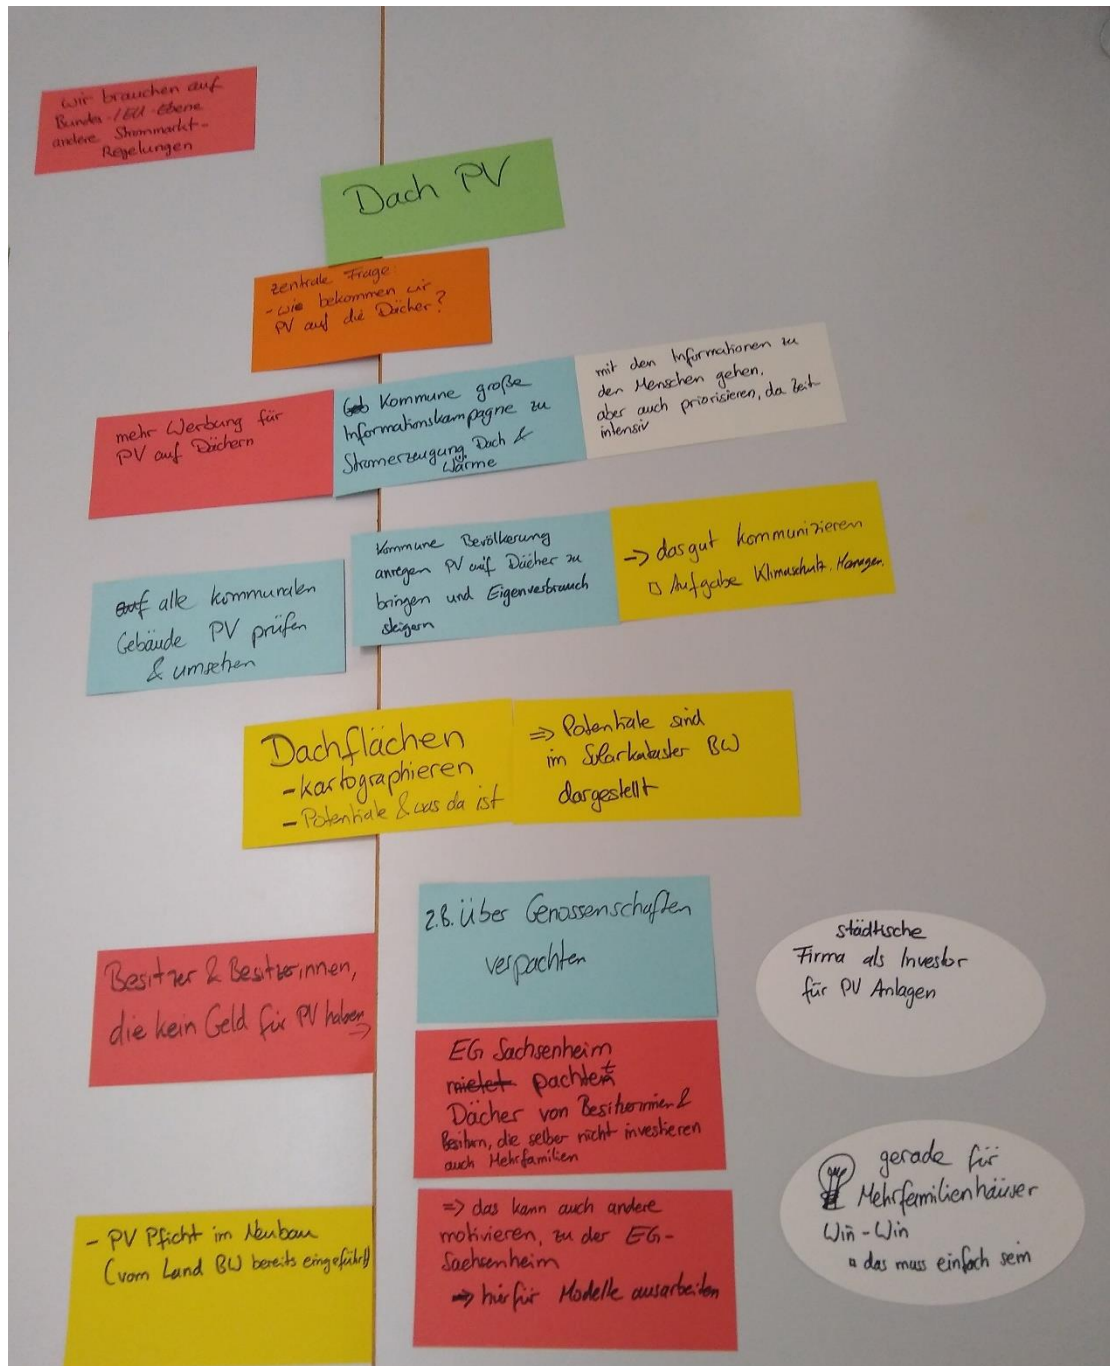 wir brauchen auf
Bundes-/EU-Ebene
andere Strommarkt-
Regelungen
Dach PV
zentrale Frage:
- wie bekommen wir
PV auf die Dächer?
mehr Werbung für
PV auf Dächern
Kommune große
Informationskampagne zu
Stromerzeugung Dach &
Wärme
mit den Informationen zu
den Menschen gehen,
aber auch priorisieren, da Zeit-
intensiv
auf alle kommunalen
Gebäude PV prüfen
& umsetzen
Kommune Bevölkerung
anregen PV auf Dächer zu
bringen und Eigenverbrauch
steigern
-> das gut kommunizieren
□ Aufgabe Klimaschutz. Manager.
Dachflächen
- kartographieren
- Potentiale & was da ist
=> Potentiale sind
im Solarkataster BW
dargestellt
Besitzer & Besitzerinnen,
die kein Geld für PV haben
=>
z.B. über Genossenschaften
verpachten
städtische
Firma als Investor
für PV Anlagen
EG Sachsenheim
mietet pachtet
Dächer von Besitzerinnen &
Besitzern, die selber nicht investieren
auch Mehrfamilien
- PV Pficht im Neubau
(vom Land BW bereits eingeführt)
=> das kann auch andere
motivieren, zu der EG-
Sachsenheim
=> hierfür Modelle ausarbeiten
gerade für
Mehrfamilienhäuser
Win-Win
▫ das muss einfach sein